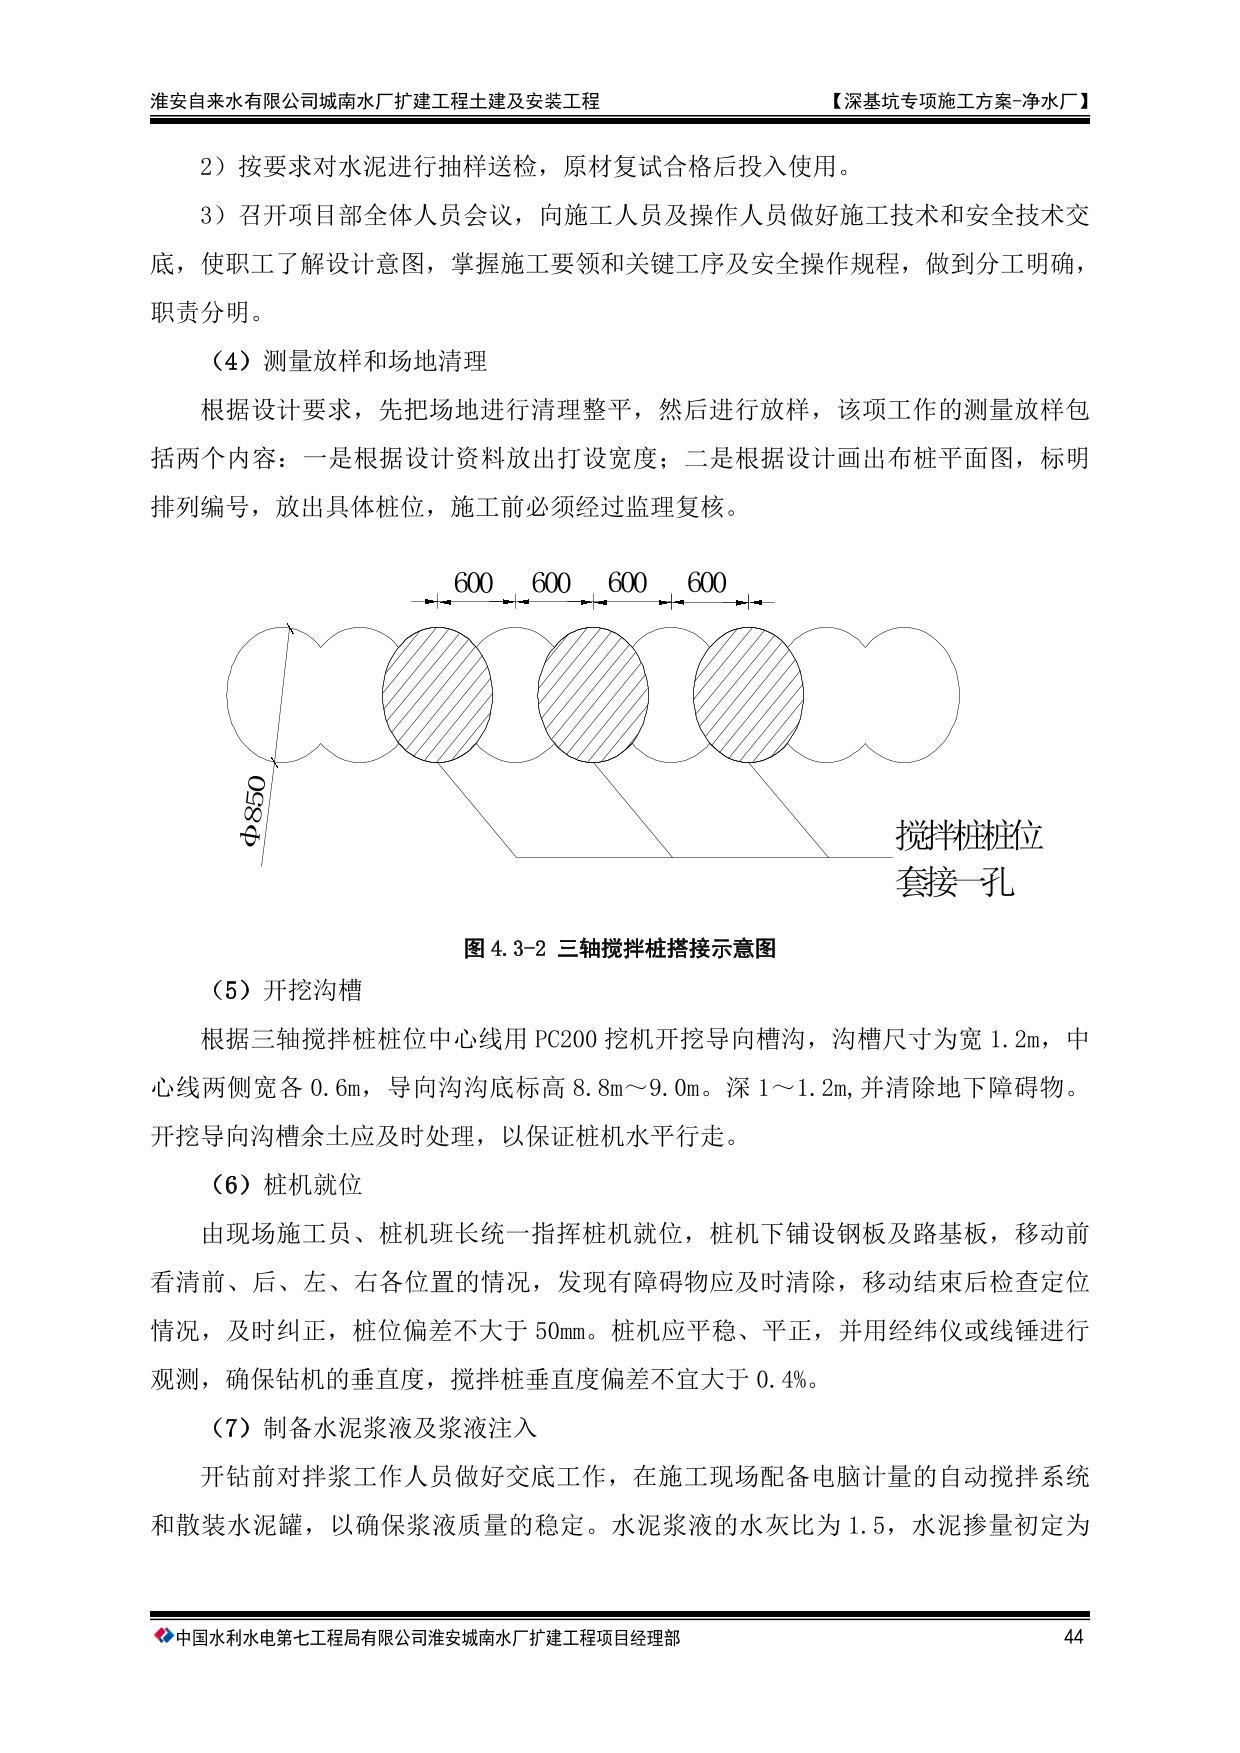 淮安自来水有限公司城南水厂扩建工程土建及安装工程 【深基坑专项施工方案-净水厂】
2）按要求对水泥进行抽样送检，原材复试合格后投入使用。
3）召开项目部全体人员会议，向施工人员及操作人员做好施工技术和安全技术交
底，使职工了解设计意图，掌握施工要领和关键工序及安全操作规程，做到分工明确，
职责分明。
（4）测量放样和场地清理
根据设计要求，先把场地进行清理整平，然后进行放样，该项工作的测量放样包
括两个内容：一是根据设计资料放出打设宽度；二是根据设计画出布桩平面图，标明
排列编号，放出具体桩位，施工前必须经过监理复核。
600 600 600 600
Φ850
搅拌桩桩位
套接一孔
图 4.3-2 三轴搅拌桩搭接示意图
（5）开挖沟槽
根据三轴搅拌桩桩位中心线用 PC200 挖机开挖导向槽沟，沟槽尺寸为宽 1.2m，中
心线两侧宽各 0.6m，导向沟沟底标高 8.8m～9.0m。深 1～1.2m,并清除地下障碍物。
开挖导向沟槽余土应及时处理，以保证桩机水平行走。
（6）桩机就位
由现场施工员、桩机班长统一指挥桩机就位，桩机下铺设钢板及路基板，移动前
看清前、后、左、右各位置的情况，发现有障碍物应及时清除，移动结束后检查定位
情况，及时纠正，桩位偏差不大于 50mm。桩机应平稳、平正，并用经纬仪或线锤进行
观测，确保钻机的垂直度，搅拌桩垂直度偏差不宜大于 0.4%。
（7）制备水泥浆液及浆液注入
开钻前对拌浆工作人员做好交底工作，在施工现场配备电脑计量的自动搅拌系统
和散装水泥罐，以确保浆液质量的稳定。水泥浆液的水灰比为 1.5，水泥掺量初定为
中国水利水电第七工程局有限公司淮安城南水厂扩建工程项目经理部 44